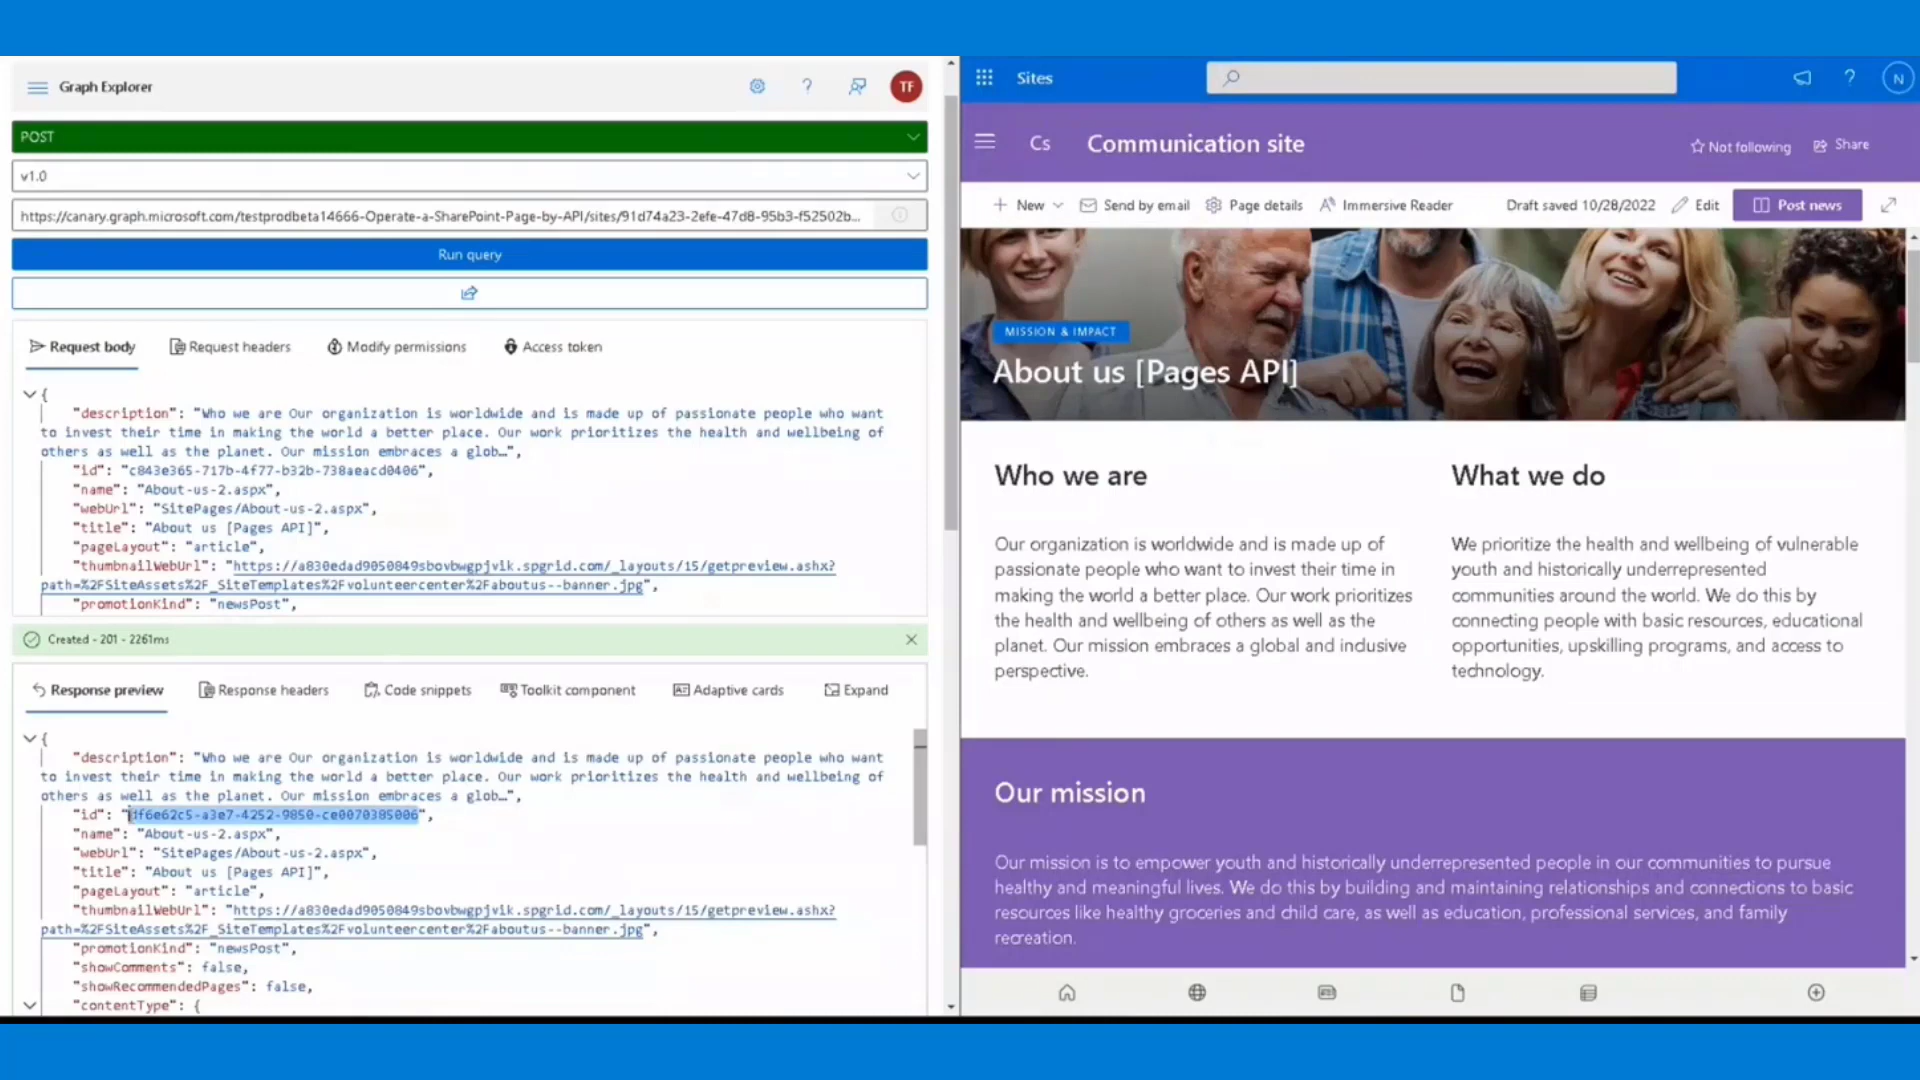 Graph Explorer
TF
POST
v1.0
https://canary.graph.microsoft.com/testprodbeta14666-Operate-a-SharePoint-Page-by-API/sites/91d74a23-2efe-47d8-95b3-f52502b...
Run query
Request body
Request headers
Modify permissions
Access token
{
"description": "Who we are Our organization is worldwide and is made up of passionate people who want
to invest their time in making the world a better place. Our work prioritizes the health and wellbeing of
others as well as the planet. Our mission embraces a glob…",
"id": "c843e365-717b-4f77-b32b-738aeacd0406",
"name": "About-us-2.aspx",
"webUrl": "SitePages/About-us-2.aspx",
"title": "About us [Pages API]",
"pageLayout": "article",
"thumbnailWebUrl": "https://a830edad9050849sbovbwgpjvik.spgrid.com/_layouts/15/getpreview.ashx?
path=%2FSiteAssets%2F_SiteTemplates%2Fvolunteercenter%2Faboutus--banner.jpg",
"promotionKind": "newsPost",
Created - 201 - 2261ms
Response preview
Response headers
Code snippets
Toolkit component
Adaptive cards
Expand
{
"description": "Who we are Our organization is worldwide and is made up of passionate people who want
to invest their time in making the world a better place. Our work prioritizes the health and wellbeing of
others as well as the planet. Our mission embraces a glob…",
"id": "df6e62c5-a3e7-4252-9850-ce0070385006",
"name": "About-us-2.aspx",
"webUrl": "SitePages/About-us-2.aspx",
"title": "About us [Pages API]",
"pageLayout": "article",
"thumbnailWebUrl": "https://a830edad9050849sbovbwgpjvik.spgrid.com/_layouts/15/getpreview.ashx?
path=%2FSiteAssets%2F_SiteTemplates%2Fvolunteercenter%2Faboutus--banner.jpg",
"promotionKind": "newsPost",
"showComments": false,
"showRecommendedPages": false,
"contentType": {
Sites
N
Cs
Communication site
Not following
Share
New
Send by email
Page details
Immersive Reader
Draft saved 10/28/2022
Edit
Post news
MISSION & IMPACT
About us [Pages API]
Who we are
Our organization is worldwide and is made up of
passionate people who want to invest their time in
making the world a better place. Our work prioritizes
the health and wellbeing of others as well as the
planet. Our mission embraces a global and inclusive
perspective.
What we do
We prioritize the health and wellbeing of vulnerable
youth and historically underrepresented
communities around the world. We do this by
connecting people with basic resources, educational
opportunities, upskilling programs, and access to
technology.
Our mission
Our mission is to empower youth and historically underrepresented people in our communities to pursue
healthy and meaningful lives. We do this by building and maintaining relationships and connections to basic
resources like healthy groceries and child care, as well as education, professional services, and family
recreation.